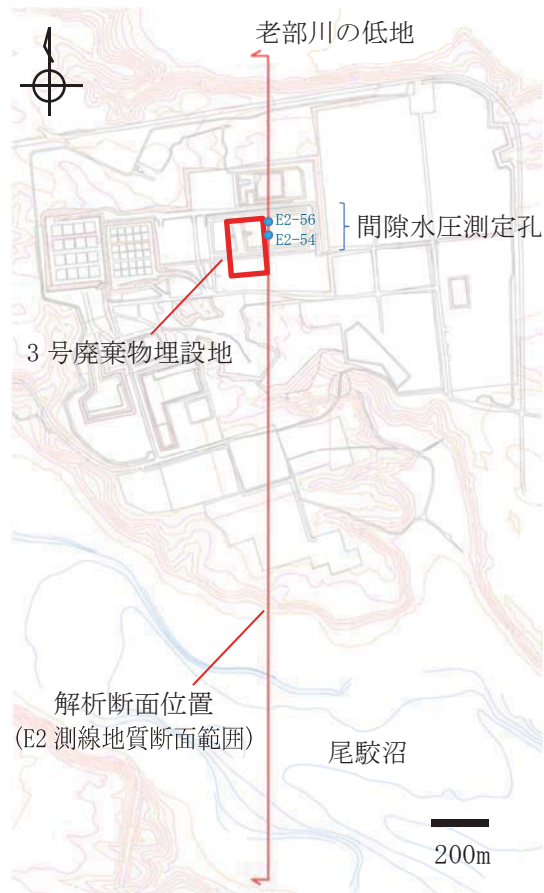 老部川の低地
E2-56
E2-54
間隙水圧測定孔
3 号廃棄物埋設地
解析断面位置
(E2 測線地質断面範囲)
尾駮沼
200m